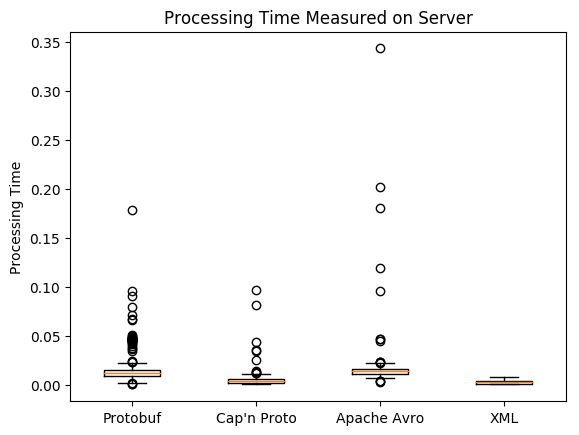 Processing Time Measured on Server
Processing Time
0.35
0.30
0.25
0.20
0.15
0.10
0.05
0.00
Protobuf
Cap'n Proto
Apache Avro
XML